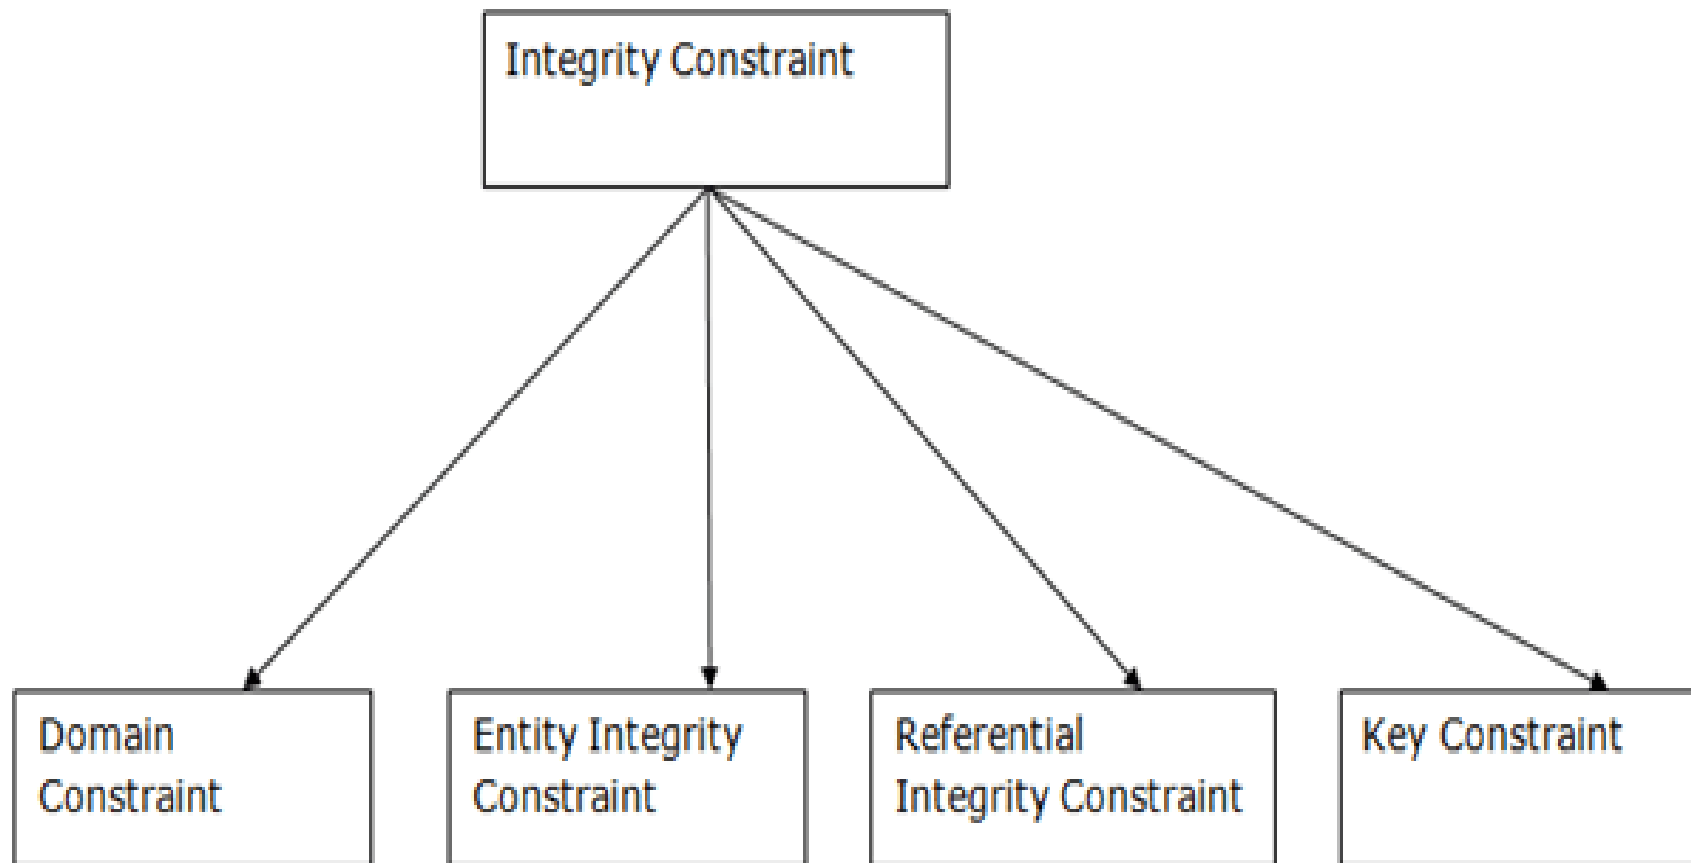 Integrity Constraint
Domain
Constraint
Entity Integrity
Constraint
Referential
Integrity Constraint
Key Constraint